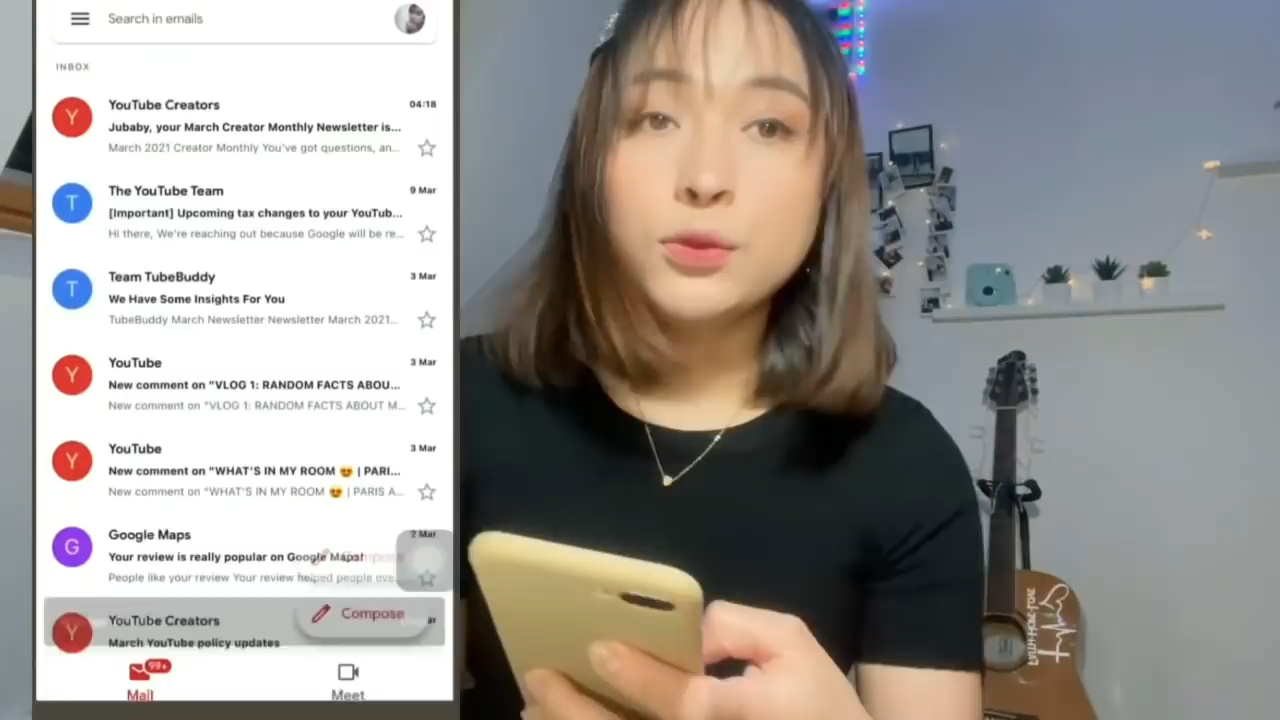 Search in emails
INBOX
Y
YouTube Creators
04:18
Jubaby, your March Creator Monthly Newsletter is...
March 2021 Creator Monthly You've got questions, an...
T
The YouTube Team
9 Mar
[Important] Upcoming tax changes to your YouTub...
Hi there, We're reaching out because Google will be re...
T
Team TubeBuddy
3 Mar
We Have Some Insights For You
TubeBuddy March Newsletter Newsletter March 2021...
Y
YouTube
3 Mar
New comment on "VLOG 1: RANDOM FACTS ABOU...
New comment on "VLOG 1: RANDOM FACTS ABOUT M...
Y
YouTube
3 Mar
New comment on "WHAT'S IN MY ROOM 😍 | PARI...
New comment on "WHAT'S IN MY ROOM 😍 | PARIS A...
G
Google Maps
2 Mar
Your review is really popular on Google Maps!
People like your review Your review helped people ove...
Y
YouTube Creators
March YouTube policy updates
Compose
99+
Mail
Meet